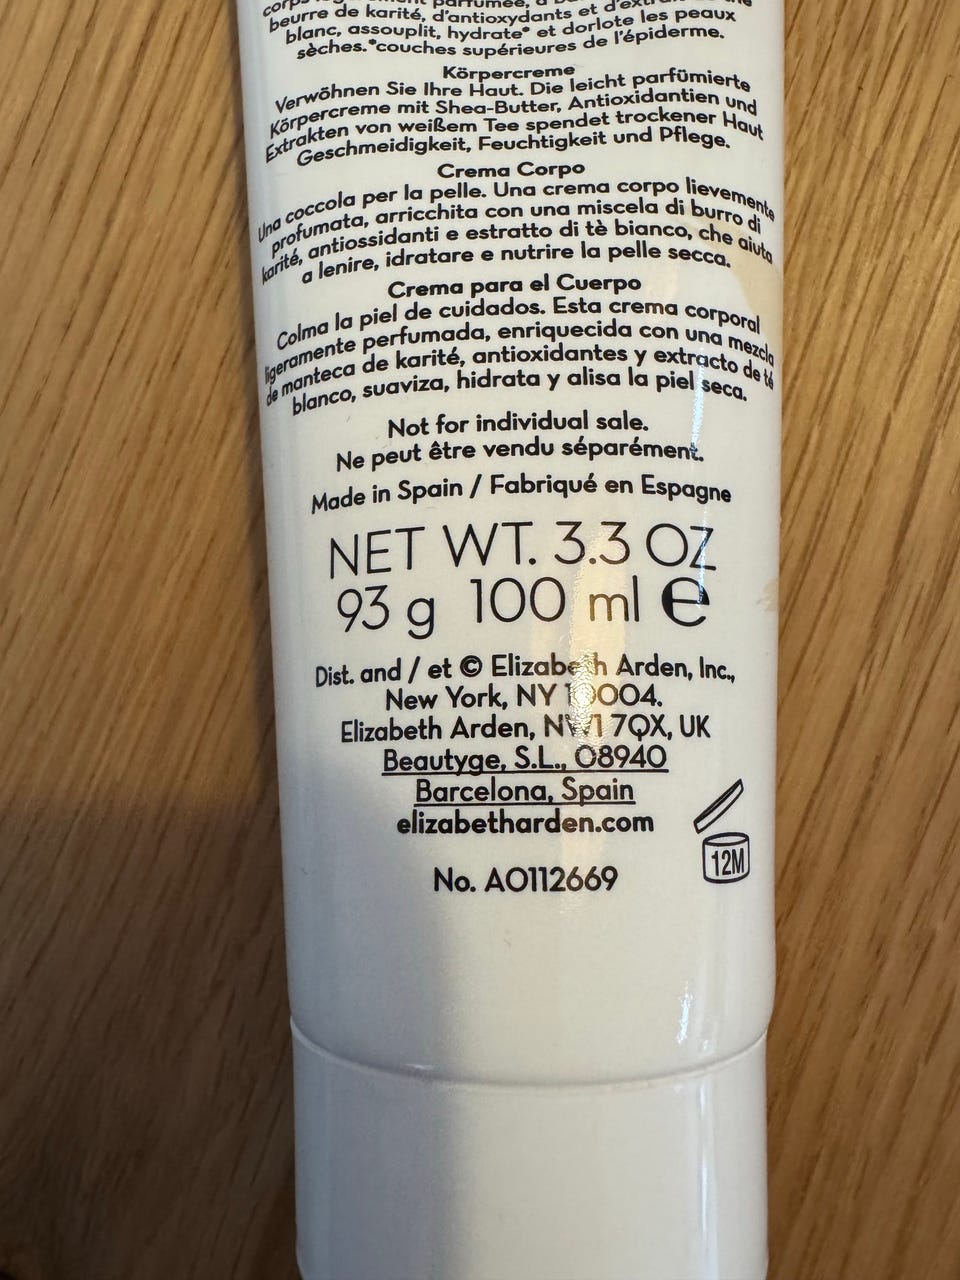 corps légèrement parfumée, à
beurre de karité, d'antioxydants et d'extrait de thé
blanc, assouplit, hydrate* et dorlote les peaux
sèches.*couches supérieures de l'épiderme.
Körpercreme
Verwöhnen Sie Ihre Haut. Die leicht parfümierte
Körpercreme mit Shea-Butter, Antioxidantien und
Extrakten von weißem Tee spendet trockener Haut
Geschmeidigkeit, Feuchtigkeit und Pflege.
Crema Corpo
Una coccola per la pelle. Una crema corpo lievemente
profumata, arricchita con una miscela di burro di
karité, antiossidanti e estratto di tè bianco, che aiuta
a lenire, idratare e nutrire la pelle secca.
Crema para el Cuerpo
Colma la piel de cuidados. Esta crema corporal
ligeramente perfumada, enriquecida con una mezcla
de manteca de karité, antioxidantes y extracto de té
blanco, suaviza, hidrata y alisa la piel seca.
Not for individual sale.
Ne peut être vendu séparément.
Made in Spain / Fabriqué en Espagne
NET WT. 3.3 OZ
93 g 100 ml ℮
Dist. and / et © Elizabeth Arden, Inc.,
New York, NY 10004.
Elizabeth Arden, NW1 7QX, UK
Beautyge, S.L., 08940
Barcelona, Spain
elizabetharden.com
12M
No. AO112669